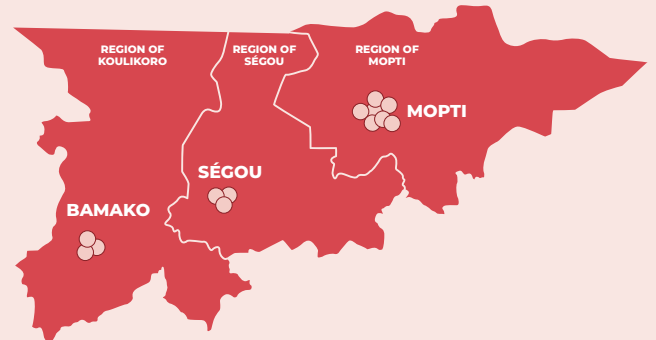 REGION OF
KOULIKORO
REGION OF
SÉGOU
REGION OF
MOPTI
MOPTI
SÉGOU
BAMAKO